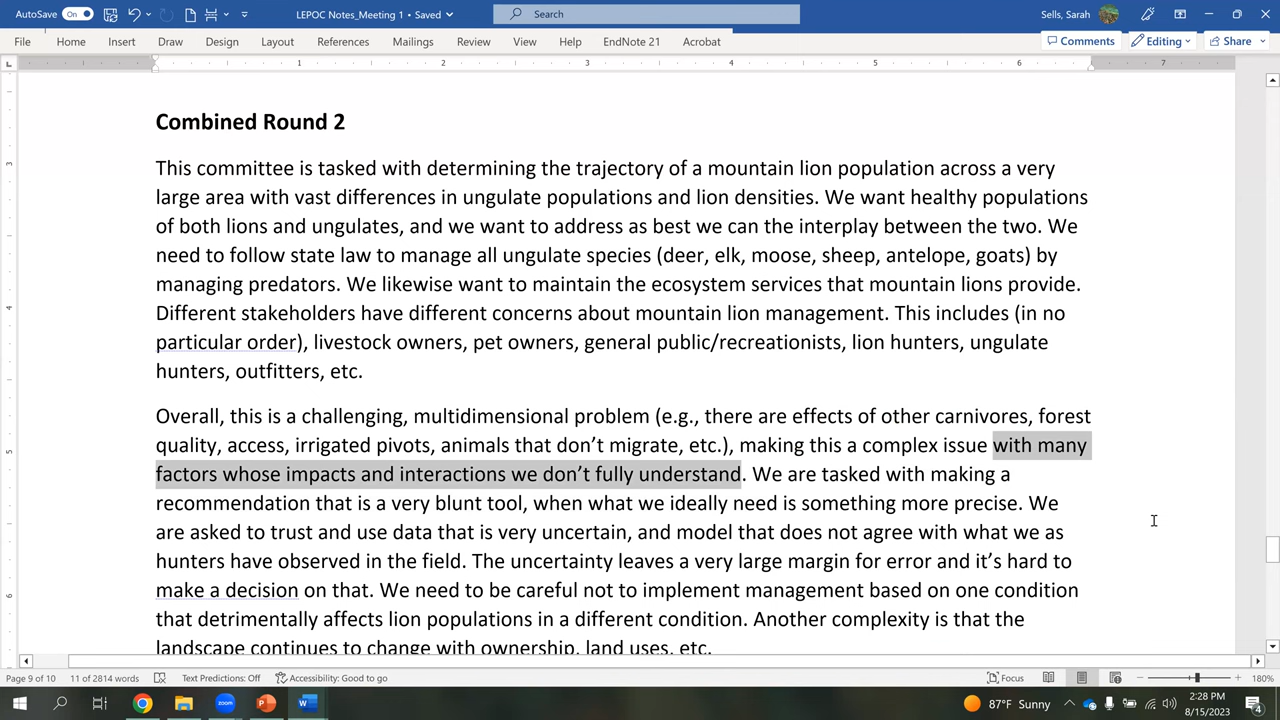 AutoSave On LEPOC Notes_Meeting 1 • Saved Search Sells, Sarah
File Home Insert Draw Design Layout References Mailings Review View Help EndNote 21 Acrobat Comments Editing Share
1 2 3 4 5 6 7
Combined Round 2
This committee is tasked with determining the trajectory of a mountain lion population across a very
large area with vast differences in ungulate populations and lion densities. We want healthy populations
of both lions and ungulates, and we want to address as best we can the interplay between the two. We
need to follow state law to manage all ungulate species (deer, elk, moose, sheep, antelope, goats) by
managing predators. We likewise want to maintain the ecosystem services that mountain lions provide.
Different stakeholders have different concerns about mountain lion management. This includes (in no
particular order), livestock owners, pet owners, general public/recreationists, lion hunters, ungulate
hunters, outfitters, etc.
Overall, this is a challenging, multidimensional problem (e.g., there are effects of other carnivores, forest
quality, access, irrigated pivots, animals that don’t migrate, etc.), making this a complex issue with many
factors whose impacts and interactions we don’t fully understand. We are tasked with making a
recommendation that is a very blunt tool, when what we ideally need is something more precise. We
are asked to trust and use data that is very uncertain, and model that does not agree with what we as
hunters have observed in the field. The uncertainty leaves a very large margin for error and it’s hard to
make a decision on that. We need to be careful not to implement management based on one condition
that detrimentally affects lion populations in a different condition. Another complexity is that the
landscape continues to change with ownership, land uses, etc.
3
4
5
6
Page 9 of 10 11 of 2814 words Text Predictions: Off Accessibility: Good to go Focus 180%
87°F Sunny 2:28 PM
8/15/2023
4